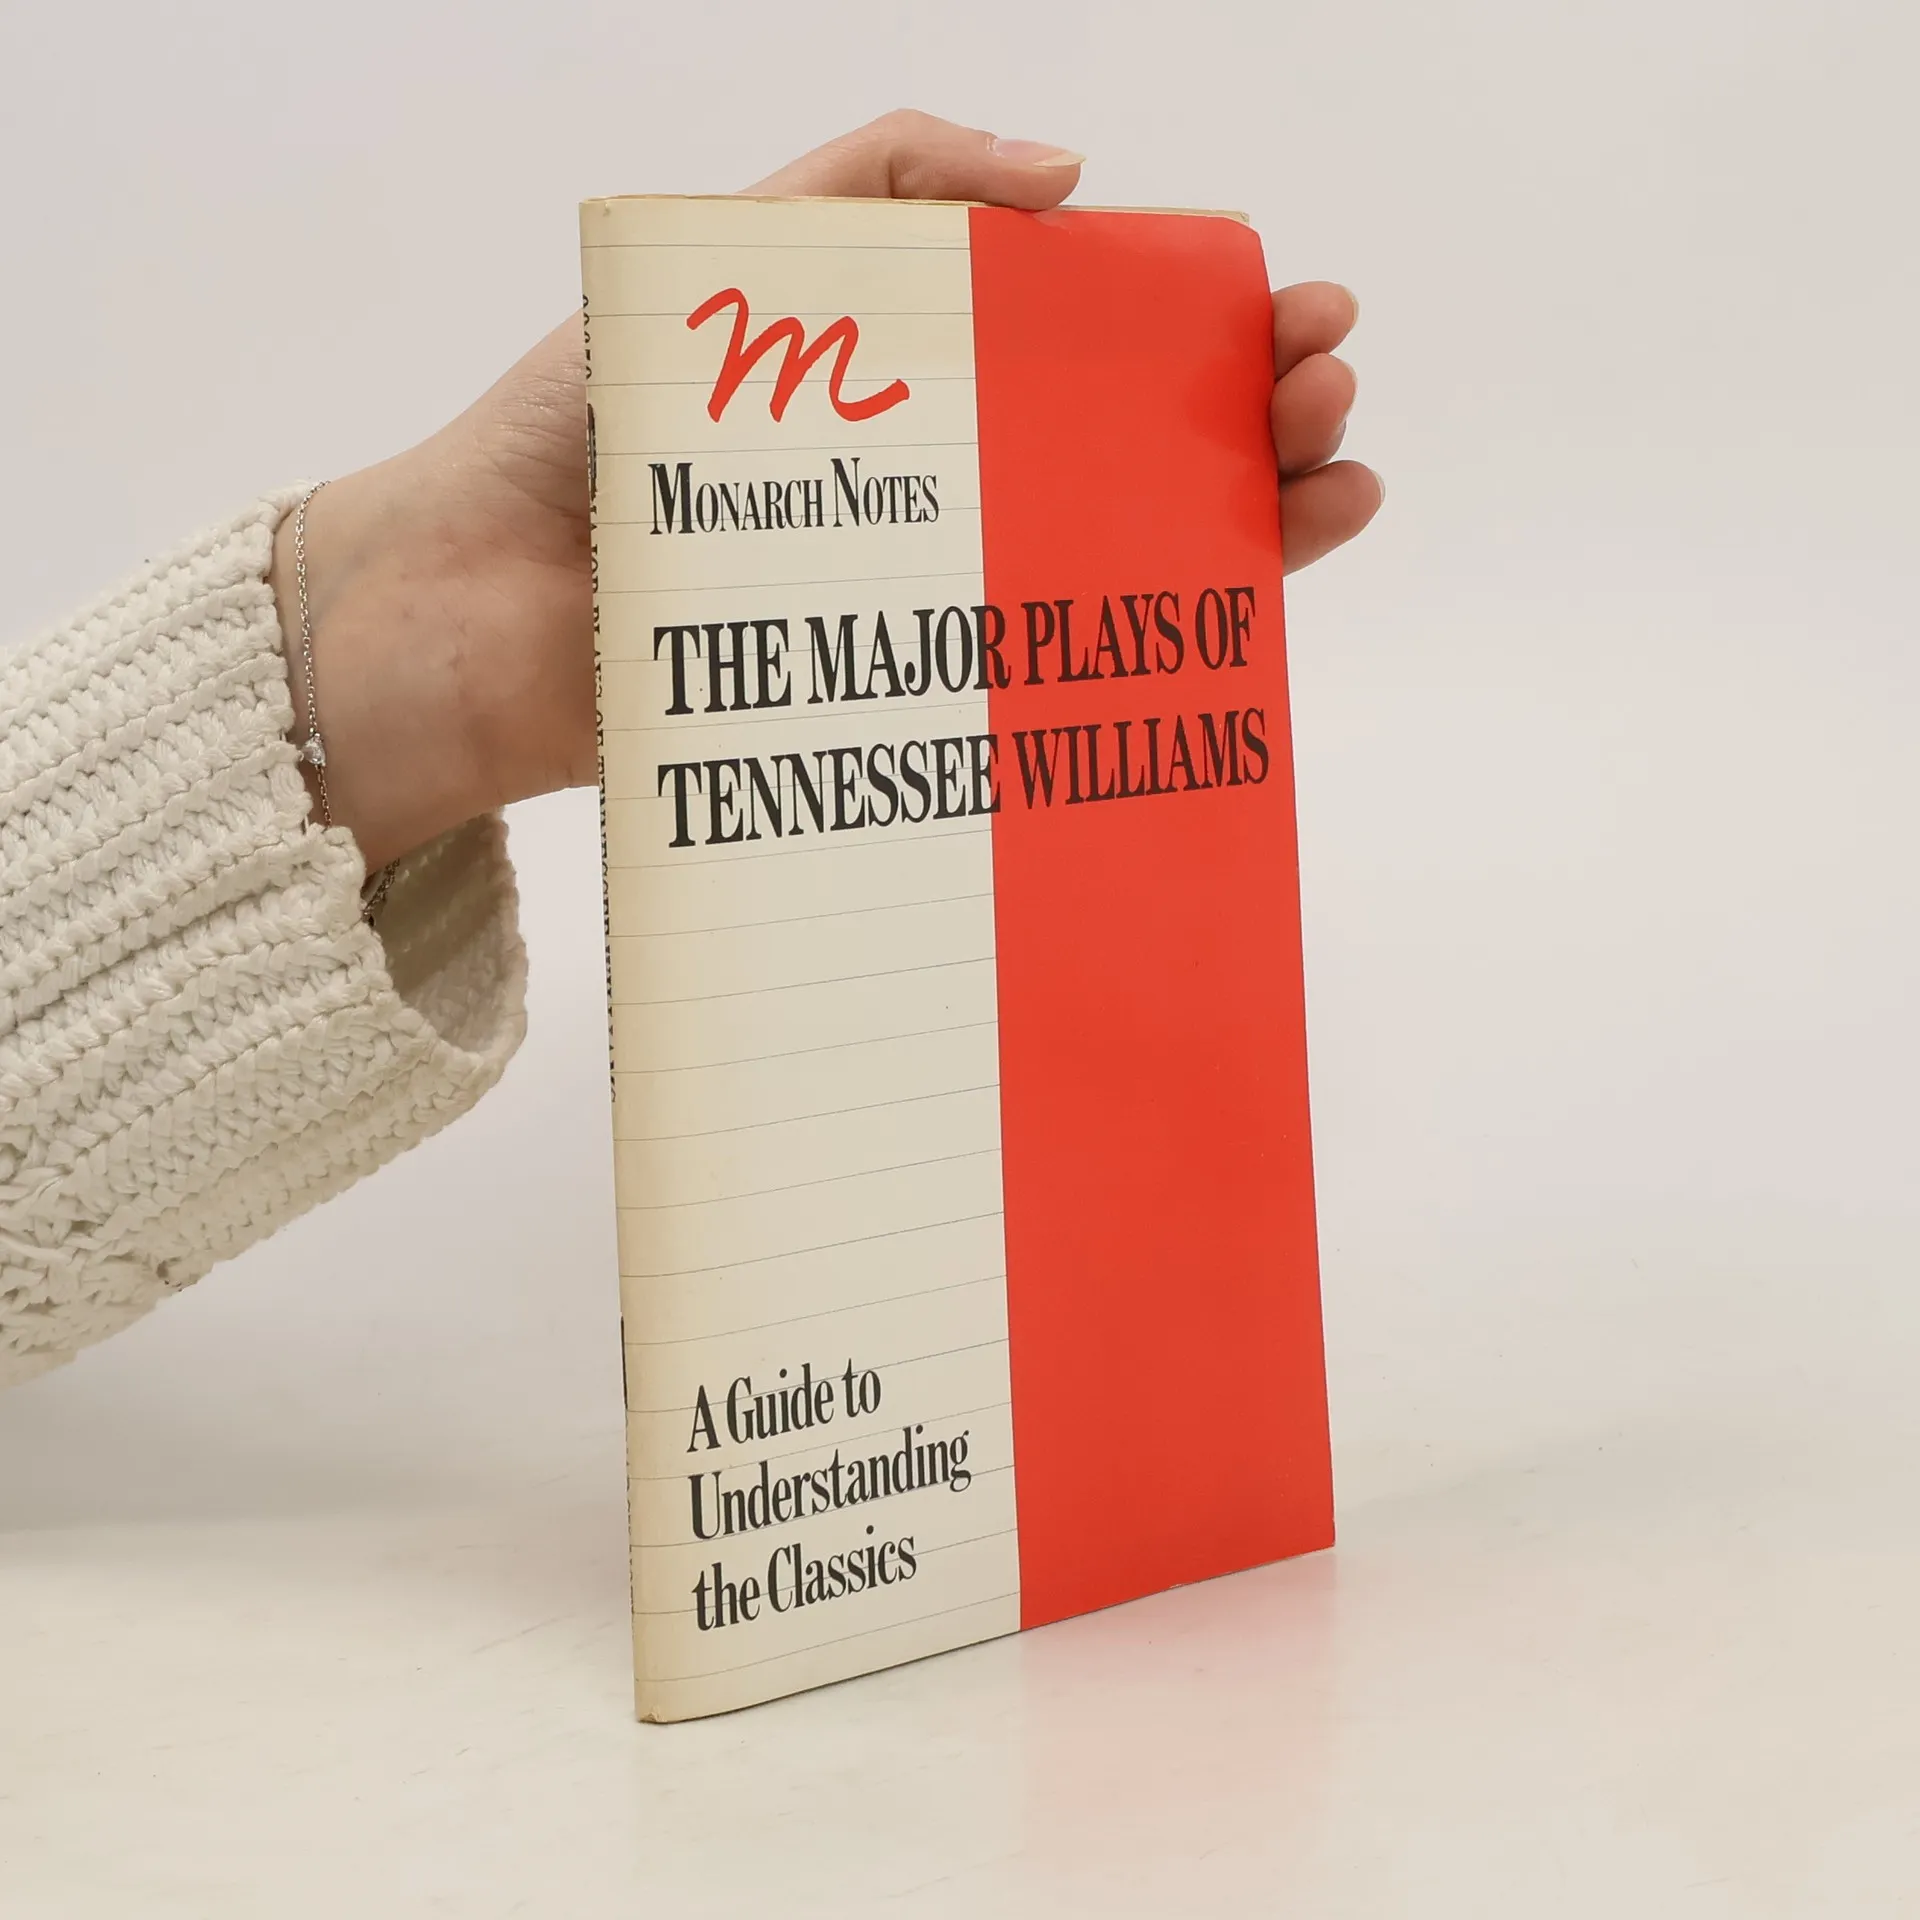 m
MONARCH NOTES
THE MAJOR PLAYS OF
TENNESSEE WILLIAMS
A Guide to
Understanding
the Classics